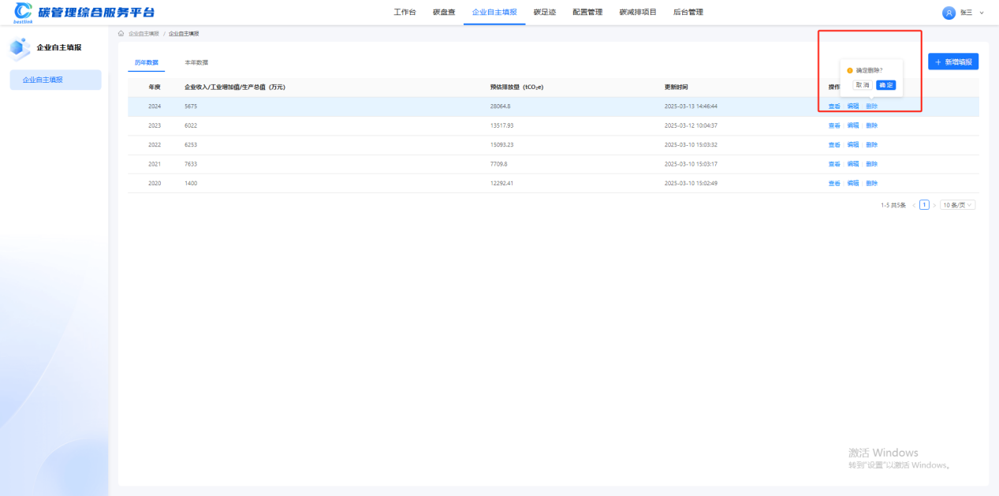 bestlink 碳管理综合服务平台 工作台 碳盘查 企业自主填报 碳足迹 配置管理 碳减排项目 后台管理 张三
企业自主填报 / 企业自主填报
企业自主填报
企业自主填报
历年数据 本年数据
+ 新增填报
确定删除?
取 消 确 定
年度 企业收入/工业增加值/生产总值 (万元) 预估排放量 (tCO₂e) 更新时间 操作
2024 5675 28064.8 2025-03-13 14:46:44 查看 编辑 删除
2023 6022 13517.93 2025-03-12 10:04:37 查看 编辑 删除
2022 6253 15093.23 2025-03-10 15:03:32 查看 编辑 删除
2021 7633 7709.8 2025-03-10 15:03:17 查看 编辑 删除
2020 1400 12292.41 2025-03-10 15:02:49 查看 编辑 删除
1-5 共5条 < 1 > 10 条/页
激活 Windows
转到"设置"以激活 Windows。